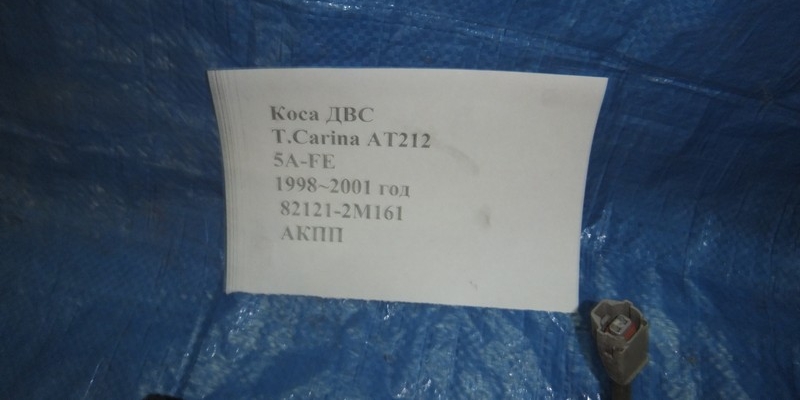 Коса ДВС
T.Carina AT212
5A-FE
1998~2001 год
82121-2M161
АКПП